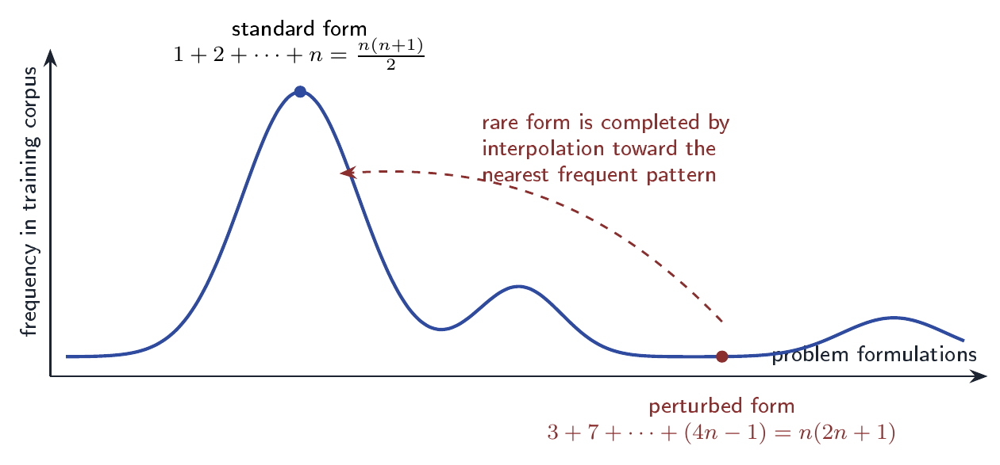 standard form
1 + 2 + ⋯ + n = n(n+1)/2
frequency in training corpus
rare form is completed by
interpolation toward the
nearest frequent pattern
problem formulations
perturbed form
3 + 7 + ⋯ + (4n − 1) = n(2n + 1)